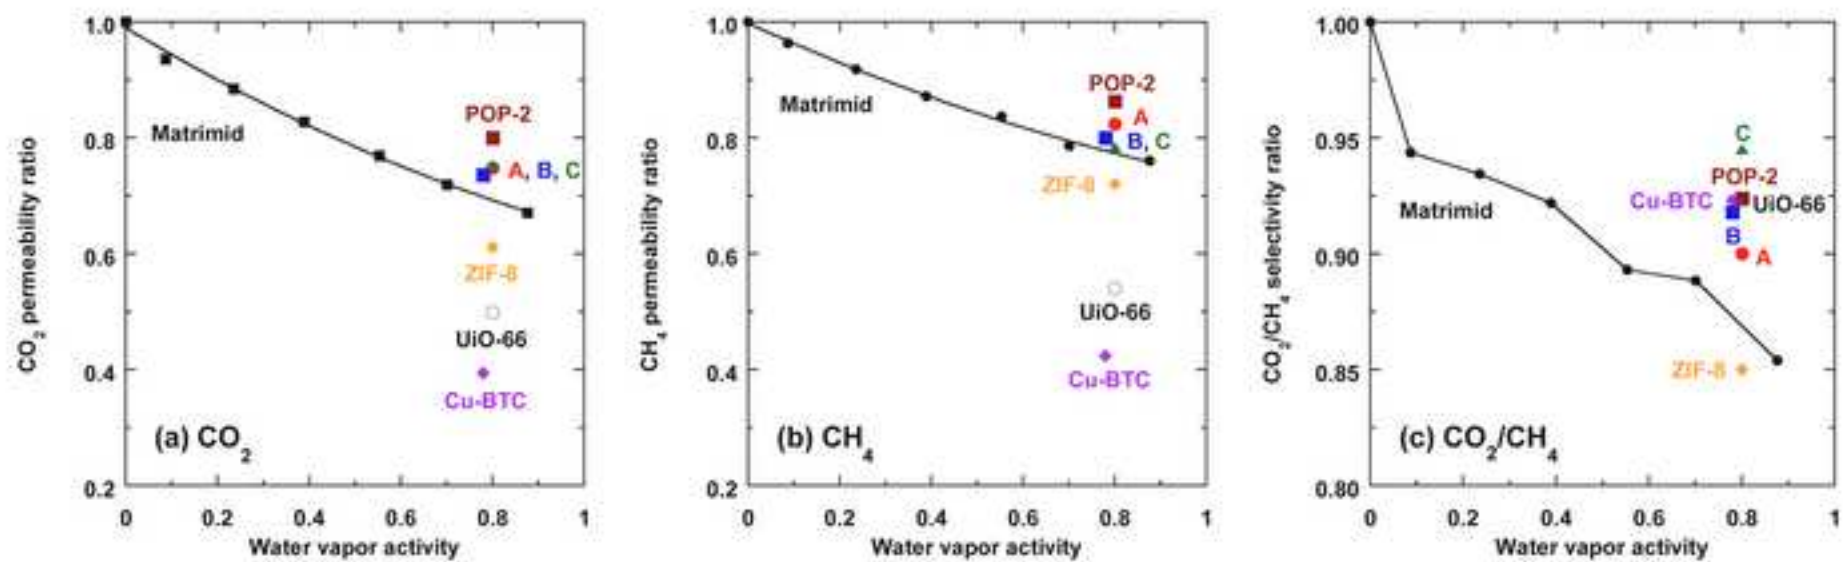 1.0
0.8
0.6
0.4
0.2
CO2 permeability ratio
Matrimid
POP-2
A, B, C
ZIF-8
UiO-66
Cu-BTC
(a) CO2
0 0.2 0.4 0.6 0.8 1
Water vapor activity
1.0
0.8
0.6
0.4
0.2
CH4 permeability ratio
Matrimid
POP-2
A
B, C
ZIF-8
UiO-66
Cu-BTC
(b) CH4
0 0.2 0.4 0.6 0.8 1
Water vapor activity
1.00
0.95
0.90
0.85
0.80
CO2/CH4 selectivity ratio
Matrimid
C
POP-2
Cu-BTC UiO-66
B
A
ZIF-8
(c) CO2/CH4
0 0.2 0.4 0.6 0.8 1
Water vapor activity